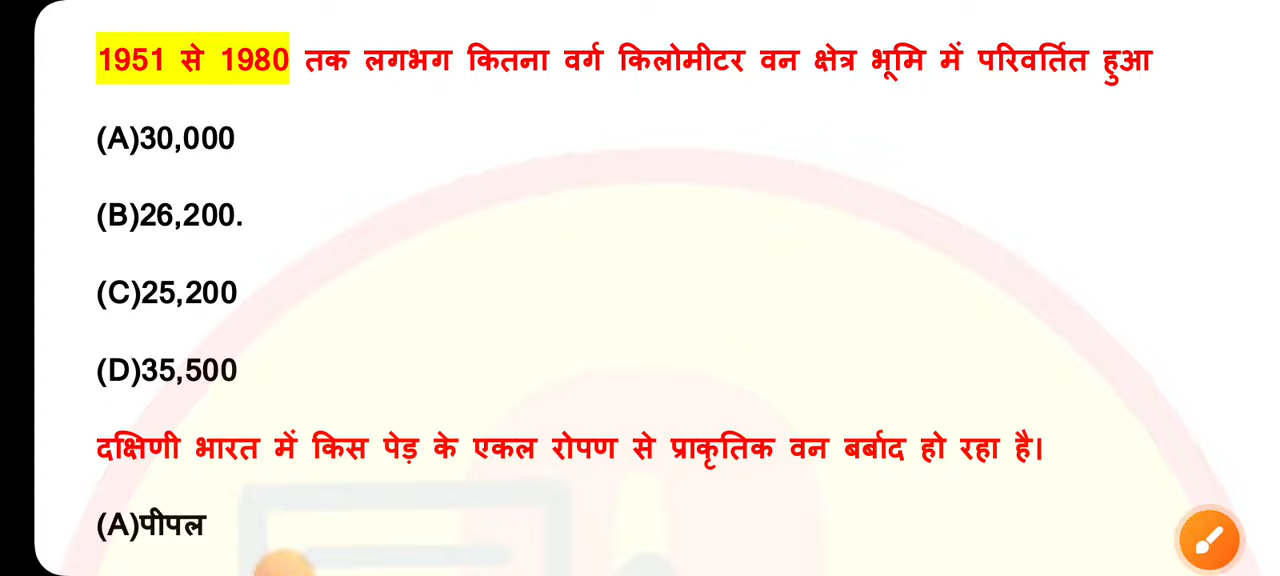 1951 से 1980 तक लगभग कितना वर्ग किलोमीटर वन क्षेत्र भूमि में परिवर्तित हुआ
(A)30,000
(B)26,200.
(C)25,200
(D)35,500
दक्षिणी भारत में किस पेड़ के एकल रोपण से प्राकृतिक वन बर्बाद हो रहा है।
(A)पीपल